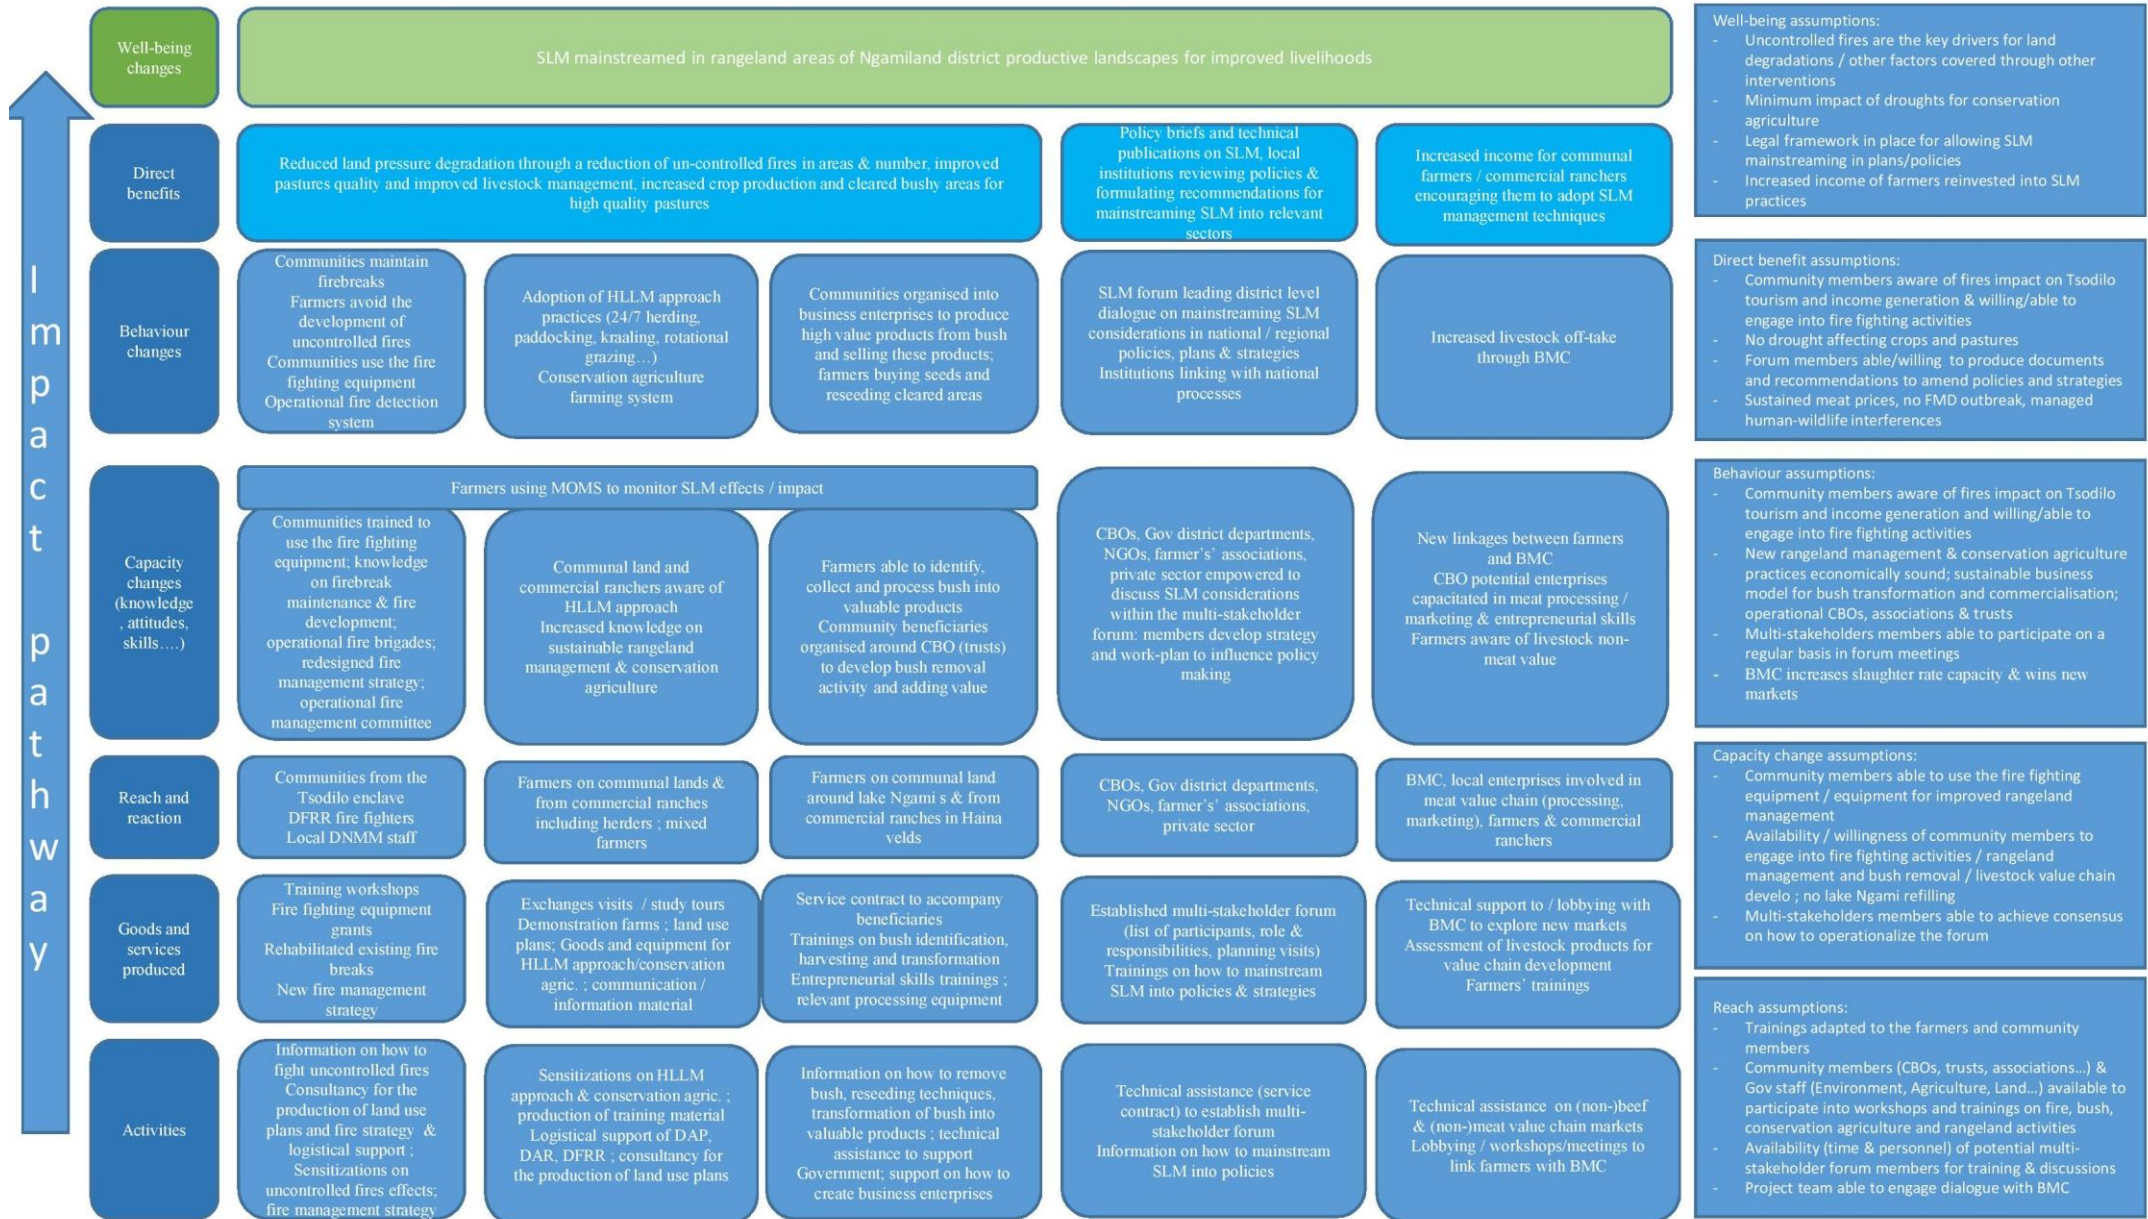 Impact pathway
Well-being
changes
SLM mainstreamed in rangeland areas of Ngamiland district productive landscapes for improved livelihoods
Direct
benefits
Reduced land pressure degradation through a reduction of un-controlled fires in areas & number, improved
pastures quality and improved livestock management, increased crop production and cleared bushy areas for
high quality pastures
Policy briefs and technical
publications on SLM, local
institutions reviewing policies &
formulating recommendations for
mainstreaming SLM into relevant
sectors
Increased income for communal
farmers / commercial ranchers
encouraging them to adopt SLM
management techniques
Behaviour
changes
Communities maintain
firebreaks
Farmers avoid the
development of
uncontrolled fires
Communities use the fire
fighting equipment
Operational fire detection
system
Adoption of HLLM approach
practices (24/7 herding,
paddocking, kraaling, rotational
grazing…)
Conservation agriculture
farming system
Communities organised into
business enterprises to produce
high value products from bush
and selling these products;
farmers buying seeds and
reseeding cleared areas
SLM forum leading district level
dialogue on mainstreaming SLM
considerations in national / regional
policies, plans & strategies
Institutions linking with national
processes
Increased livestock off-take
through BMC
Capacity
changes
(knowledge
, attitudes,
skills….)
Farmers using MOMS to monitor SLM effects / impact
Communities trained to
use the fire fighting
equipment; knowledge
on firebreak
maintenance & fire
development;
operational fire brigades;
redesigned fire
management strategy;
operational fire
management committee
Communal land and
commercial ranchers aware of
HLLM approach
Increased knowledge on
sustainable rangeland
management & conservation
agriculture
Farmers able to identify,
collect and process bush into
valuable products
Community beneficiaries
organised around CBO (trusts)
to develop bush removal
activity and adding value
CBOs, Gov district departments,
NGOs, farmer’s’ associations,
private sector empowered to
discuss SLM considerations
within the multi-stakeholder
forum: members develop strategy
and work-plan to influence policy
making
New linkages between farmers
and BMC
CBO potential enterprises
capacitated in meat processing /
marketing & entrepreneurial skills
Farmers aware of livestock non-
meat value
Reach and
reaction
Communities from the
Tsodilo enclave
DFRR fire fighters
Local DNMM staff
Farmers on communal lands &
from commercial ranches
including herders ; mixed
farmers
Farmers on communal land
around lake Ngami s & from
commercial ranches in Haina
velds
CBOs, Gov district departments,
NGOs, farmer’s’ associations,
private sector
BMC, local enterprises involved in
meat value chain (processing,
marketing), farmers & commercial
ranchers
Goods and
services
produced
Training workshops
Fire fighting equipment
grants
Rehabilitated existing fire
breaks
New fire management
strategy
Exchanges visits / study tours
Demonstration farms ; land use
plans; Goods and equipment for
HLLM approach/conservation
agric. ; communication /
information material
Service contract to accompany
beneficiaries
Trainings on bush identification,
harvesting and transformation
Entrepreneurial skills trainings ;
relevant processing equipment
Established multi-stakeholder forum
(list of participants, role &
responsibilities, planning visits)
Trainings on how to mainstream
SLM into policies & strategies
Technical support to / lobbying with
BMC to explore new markets
Assessment of livestock products for
value chain development
Farmers’ trainings
Activities
Information on how to
fight uncontrolled fires
Consultancy for the
production of land use
plans and fire strategy &
logistical support ;
Sensitizations on
uncontrolled fires effects;
fire management strategy
Sensitizations on HLLM
approach & conservation agric. ;
production of training material
Logistical support of DAP,
DAR, DFRR ; consultancy for
the production of land use plans
Information on how to remove
bush, reseeding techniques,
transformation of bush into
valuable products ; technical
assistance to support
Government; support on how to
create business enterprises
Technical assistance (service
contract) to establish multi-
stakeholder forum
Information on how to mainstream
SLM into policies
Technical assistance on (non-)beef
& (non-)meat value chain markets
Lobbying / workshops/meetings to
link farmers with BMC
Well-being assumptions:
- Uncontrolled fires are the key drivers for land
degradations / other factors covered through other
interventions
- Minimum impact of droughts for conservation
agriculture
- Legal framework in place for allowing SLM
mainstreaming in plans/policies
- Increased income of farmers reinvested into SLM
practices
Direct benefit assumptions:
- Community members aware of fires impact on Tsodilo
tourism and income generation & willing/able to
engage into fire fighting activities
- No drought affecting crops and pastures
- Forum members able/willing to produce documents
and recommendations to amend policies and strategies
- Sustained meat prices, no FMD outbreak, managed
human-wildlife interferences
Behaviour assumptions:
- Community members aware of fires impact on Tsodilo
tourism and income generation and willing/able to
engage into fire fighting activities
- New rangeland management & conservation agriculture
practices economically sound; sustainable business
model for bush transformation and commercialisation;
operational CBOs, associations & trusts
- Multi-stakeholders members able to participate on a
regular basis in forum meetings
- BMC increases slaughter rate capacity & wins new
markets
Capacity change assumptions:
- Community members able to use the fire fighting
equipment / equipment for improved rangeland
management
- Availability / willingness of community members to
engage into fire fighting activities / rangeland
management and bush removal / livestock value chain
develo ; no lake Ngami refilling
- Multi-stakeholders members able to achieve consensus
on how to operationalize the forum
Reach assumptions:
- Trainings adapted to the farmers and community
members
- Community members (CBOs, trusts, associations…) &
Gov staff (Environment, Agriculture, Land…) available to
participate into workshops and trainings on fire, bush,
conservation agriculture and rangeland activities
- Availability (time & personnel) of potential multi-
stakeholder forum members for training & discussions
- Project team able to engage dialogue with BMC